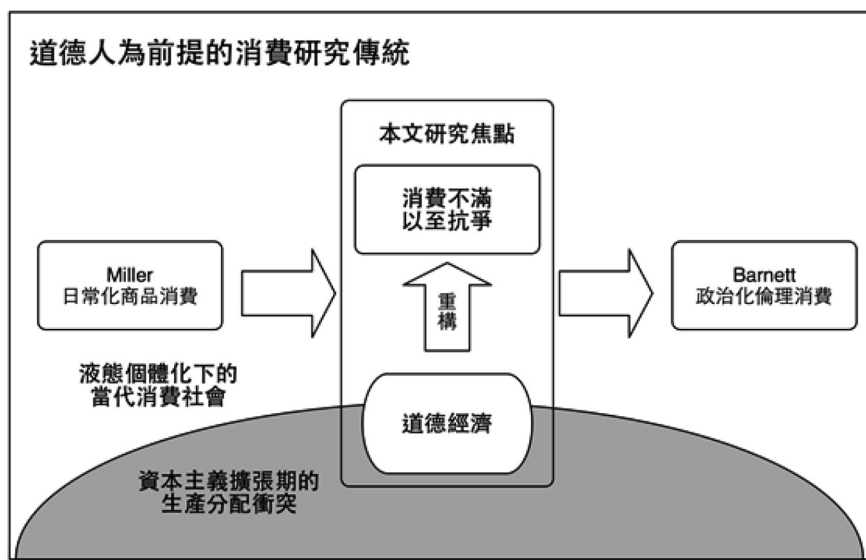 道德人為前提的消費研究傳統
本文研究焦點
消費不滿
以至抗爭
Miller
日常化商品消費
重構
Barnett
政治化倫理消費
液態個體化下的
當代消費社會
道德經濟
資本主義擴張期的
生產分配衝突